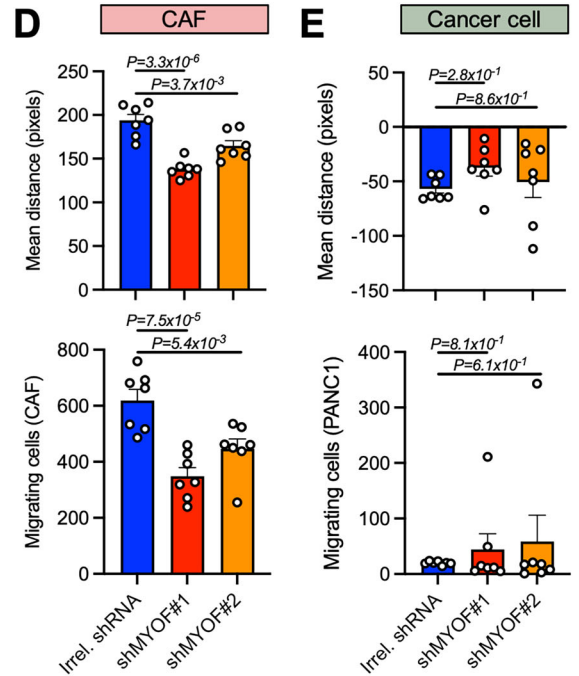 D
CAF
P=3.3x10-6
P=3.7x10-3
Mean distance (pixels)
250
200
150
100
50
0
P=7.5x10-5
P=5.4x10-3
Migrating cells (CAF)
800
600
400
200
0
Irrel. shRNA
shMYOF#1
shMYOF#2
E
Cancer cell
P=2.8x10-1
P=8.6x10-1
Mean distance (pixels)
50
0
-50
-100
-150
P=8.1x10-1
P=6.1x10-1
Migrating cells (PANC1)
400
300
200
100
0
Irrel. shRNA
shMYOF#1
shMYOF#2